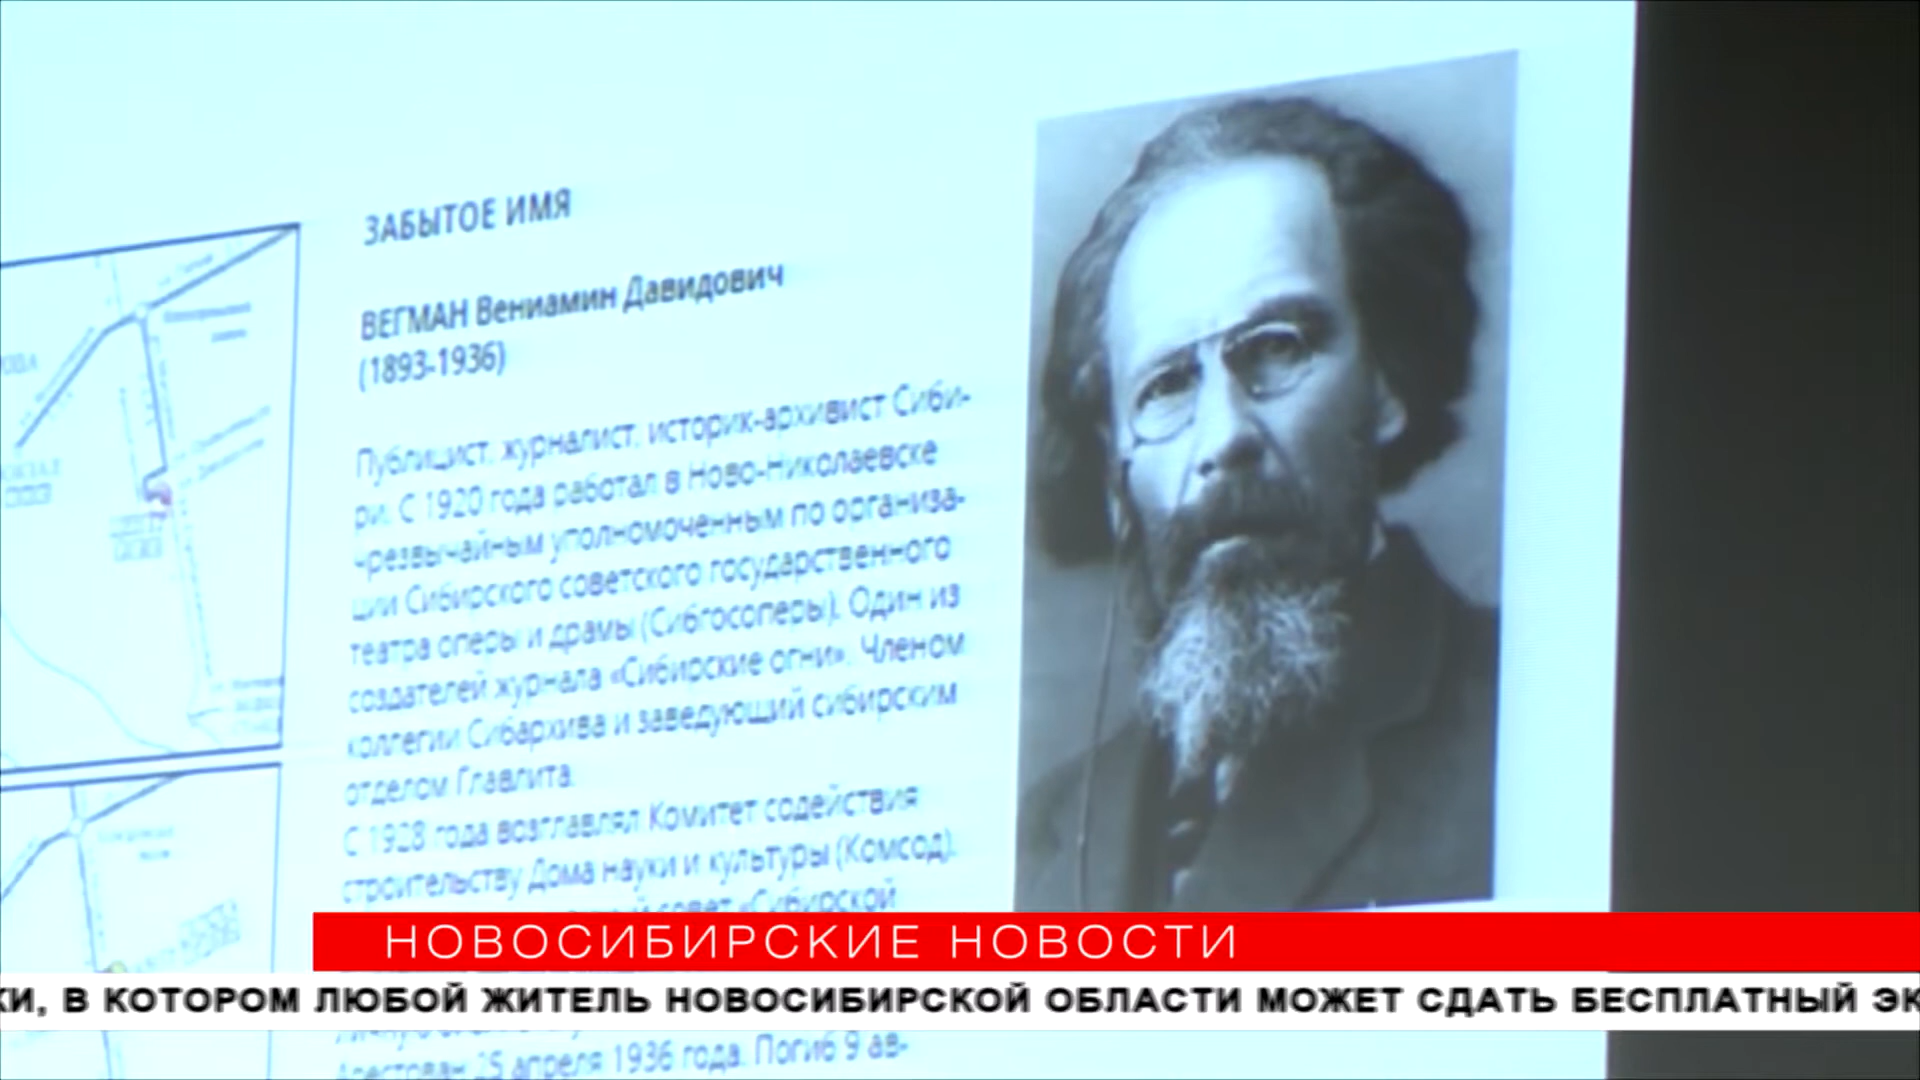 ЗАБЫТОЕ ИМЯ
ВЕГМАН Вениамин Давидович
(1893-1936)
Публицист, журналист, историк-архивист Сиби-
ри. С 1920 года работал в Ново-Николаевске
чрезвычайным уполномоченным по организа-
ции Сибирского советского государственного
театра оперы и драмы (Сибгосоперы). Один из
создателей журнала «Сибирские огни». Членом
коллегии Сибархива и заведующий сибирским
отделом Главлита.
С 1928 года возглавлял Комитет содействия
строительству Дома науки и культуры (Комсод).
совет «Сибирской
НОВОСИБИРСКИЕ НОВОСТИ
КИ, В КОТОРОМ ЛЮБОЙ ЖИТЕЛЬ НОВОСИБИРСКОЙ ОБЛАСТИ МОЖЕТ СДАТЬ БЕСПЛАТНЫЙ ЭК
Арестован 25 апреля 1936 года. Погиб 9 ав-